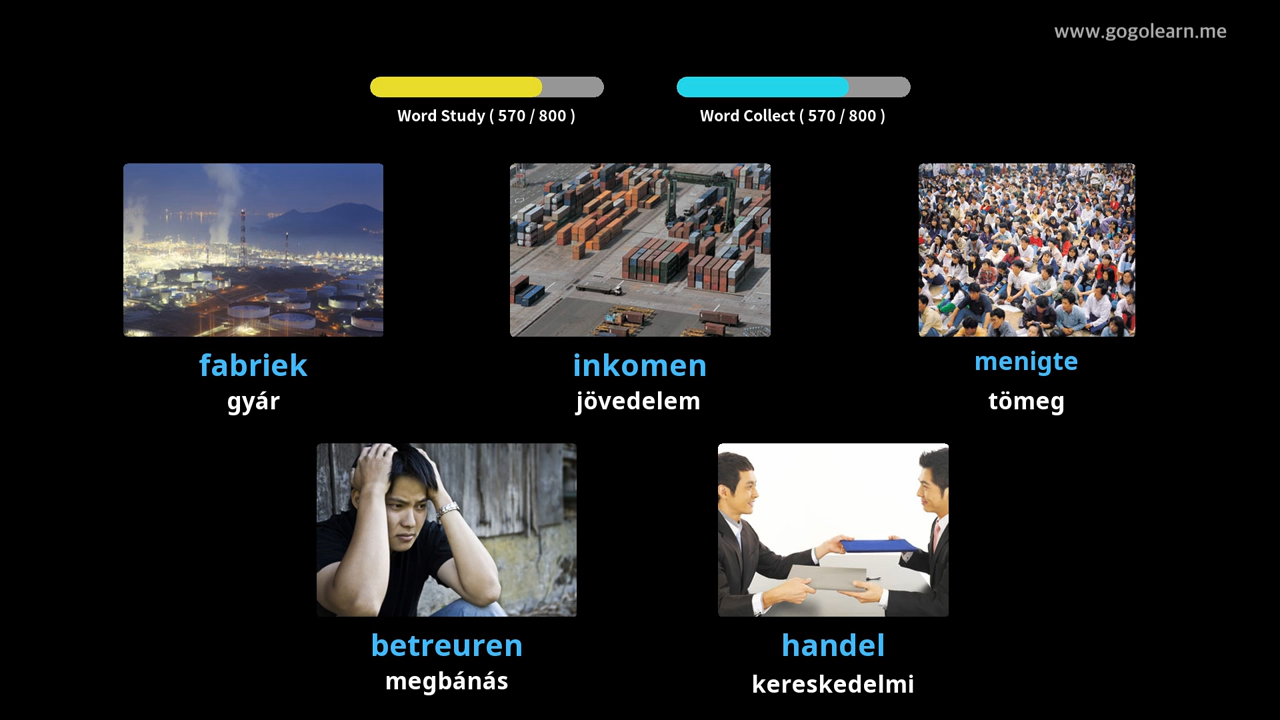 www.gogolearn.me
Word Study ( 570 / 800 )
Word Collect ( 570 / 800 )
fabriek
gyár
inkomen
jövedelem
menigte
tömeg
betreuren
megbánás
handel
kereskedelmi